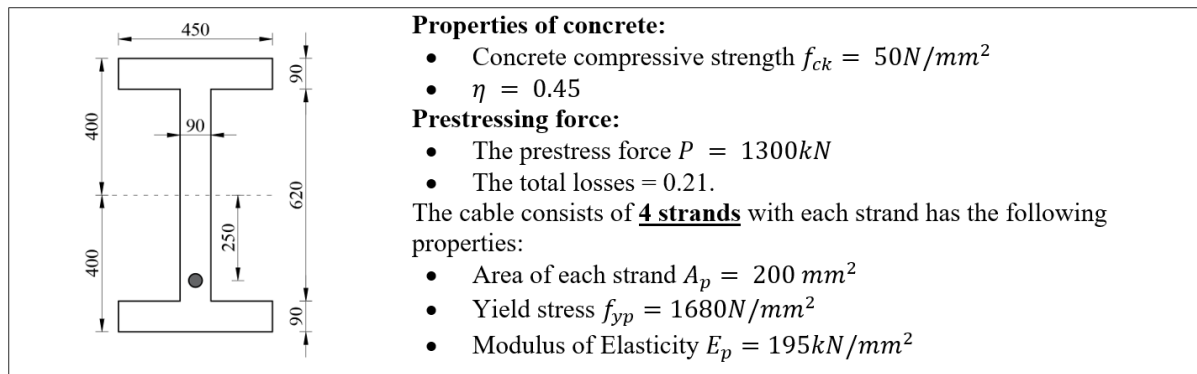 450
90
400
90
620
250
400
90
Properties of concrete:
• Concrete compressive strength f_ck = 50N/mm²
• η = 0.45
Prestressing force:
• The prestress force P = 1300kN
• The total losses = 0.21.
The cable consists of 4 strands with each strand has the following
properties:
• Area of each strand A_p = 200 mm²
• Yield stress f_yp = 1680N/mm²
• Modulus of Elasticity E_p = 195kN/mm²